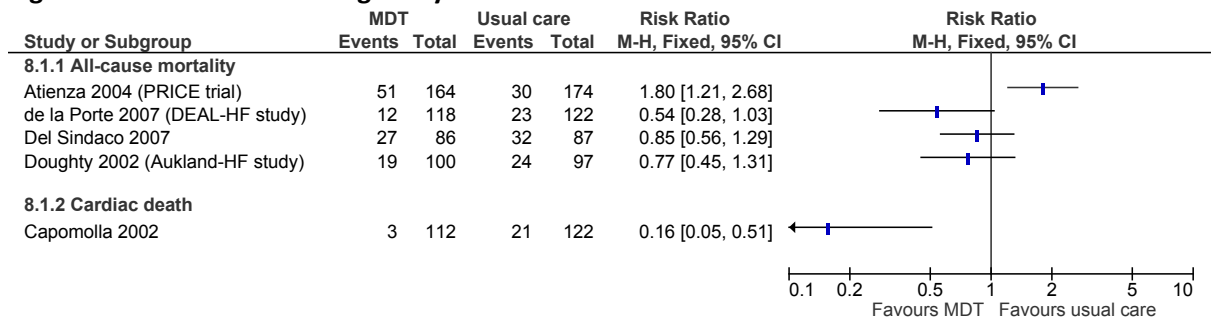 MDT Usual care Risk Ratio Risk Ratio
Study or Subgroup Events Total Events Total M-H, Fixed, 95% CI M-H, Fixed, 95% CI
8.1.1 All-cause mortality
Atienza 2004 (PRICE trial) 51 164 30 174 1.80 [1.21, 2.68]
de la Porte 2007 (DEAL-HF study) 12 118 23 122 0.54 [0.28, 1.03]
Del Sindaco 2007 27 86 32 87 0.85 [0.56, 1.29]
Doughty 2002 (Aukland-HF study) 19 100 24 97 0.77 [0.45, 1.31]
8.1.2 Cardiac death
Capomolla 2002 3 112 21 122 0.16 [0.05, 0.51]
0.1 0.2 0.5 1 2 5 10
Favours MDT Favours usual care